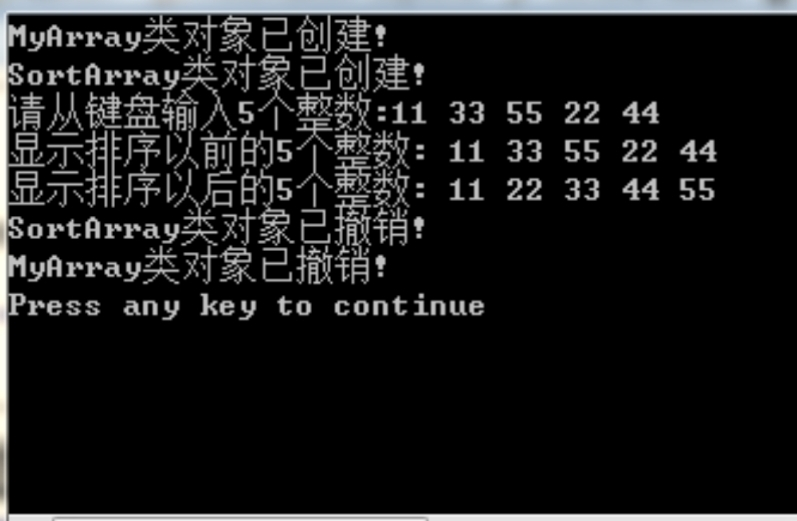 MyArray类对象已创建!
SortArray类对象已创建!
请从键盘输入5个整数:11 33 55 22 44
显示排序以前的5个整数: 11 33 55 22 44
显示排序以后的5个整数: 11 22 33 44 55
SortArray类对象已撤销!
MyArray类对象已撤销!
Press any key to continue